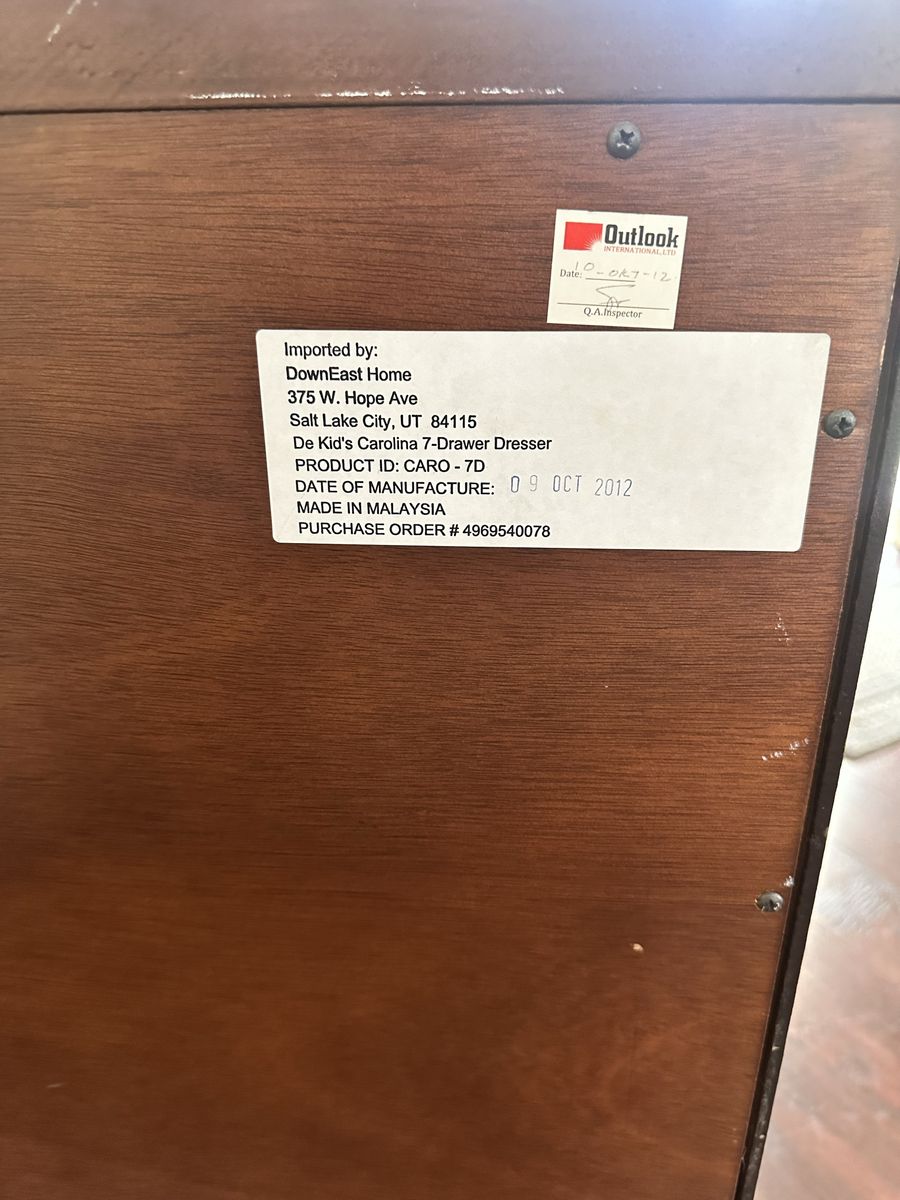 Outlook
INTERNATIONAL, LTD
Date: 10-OKT-12
Q.A.Inspector
Imported by:
DownEast Home
375 W. Hope Ave
Salt Lake City, UT 84115
De Kid's Carolina 7-Drawer Dresser
PRODUCT ID: CARO - 7D
DATE OF MANUFACTURE: 09 OCT 2012
MADE IN MALAYSIA
PURCHASE ORDER # 4969540078